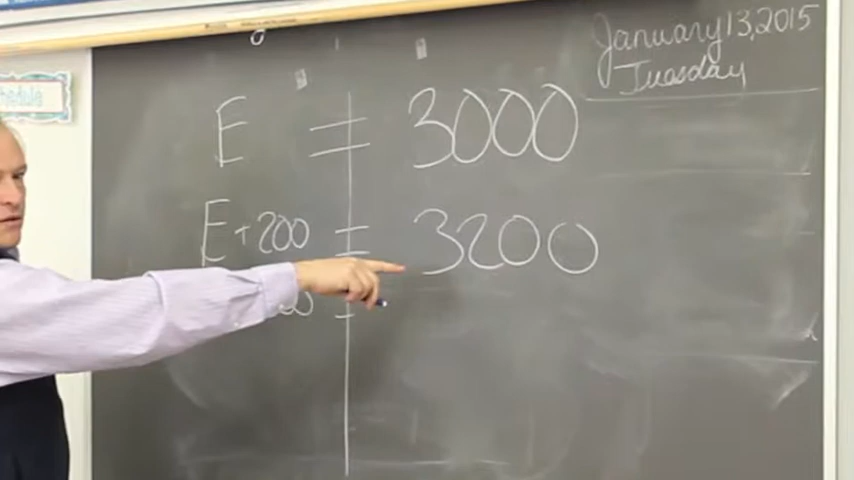 January 13, 2015
Tuesday
E = 3000
E + 200 = 3200
=